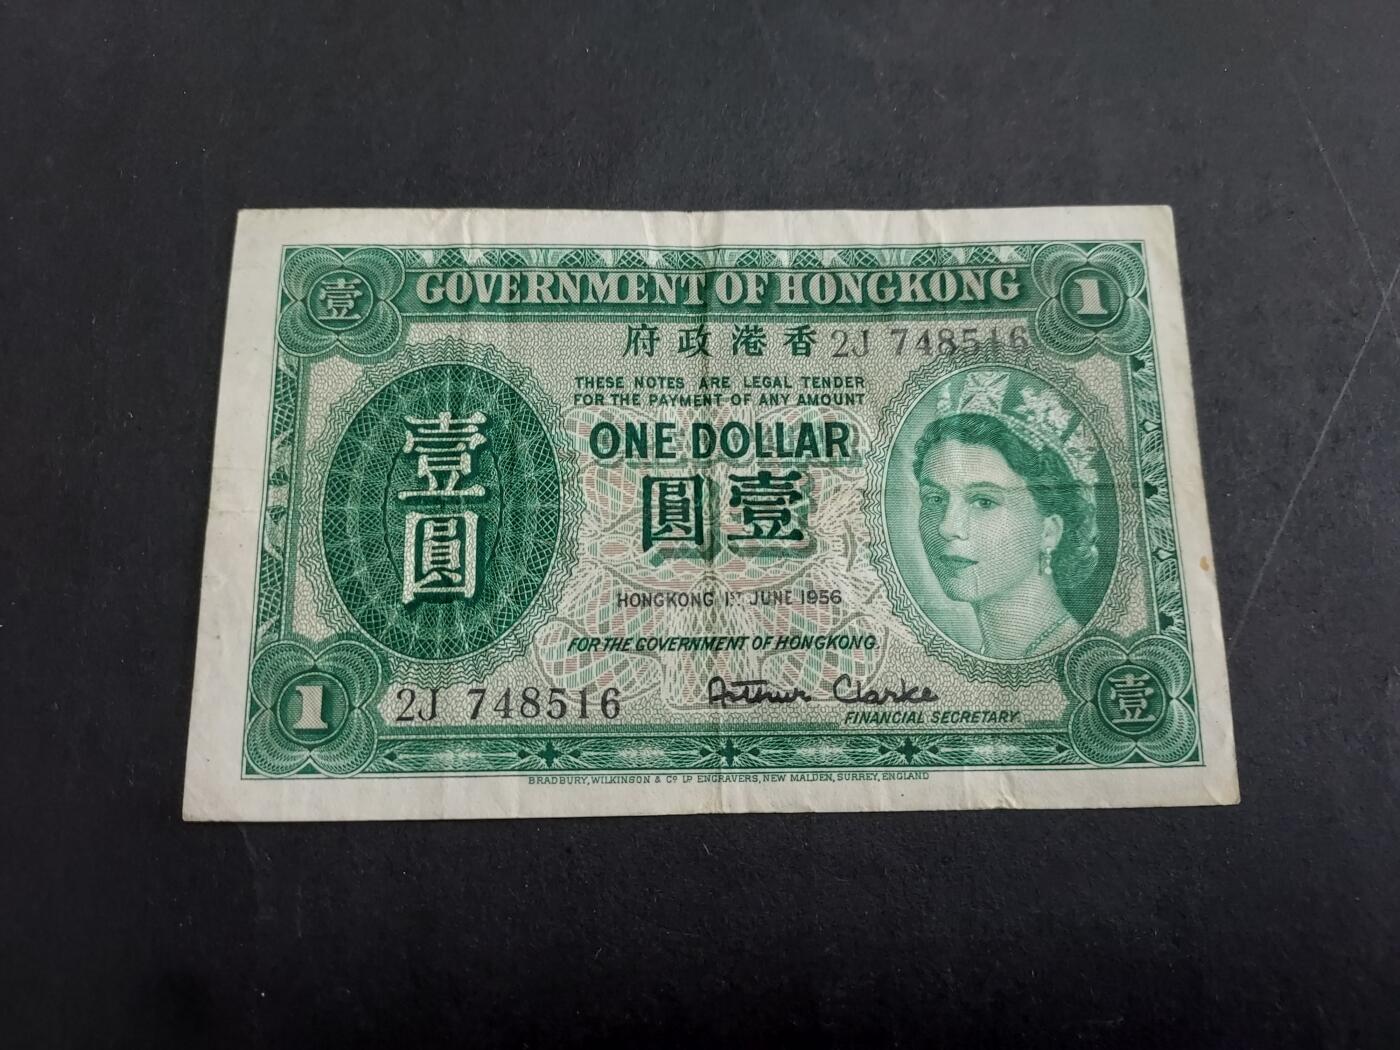 壹 GOVERNMENT OF HONGKONG 1
府政港香 2J 748516
THESE NOTES ARE LEGAL TENDER
FOR THE PAYMENT OF ANY AMOUNT
ONE DOLLAR
壹
圓
圓壹
HONGKONG 1ST JUNE 1956
FOR THE GOVERNMENT OF HONGKONG.
1 2J 748516 Arthur Clarke 壹
FINANCIAL SECRETARY.
BRADBURY, WILKINSON & Co LD ENGRAVERS, NEW MALDEN, SURREY, ENGLAND